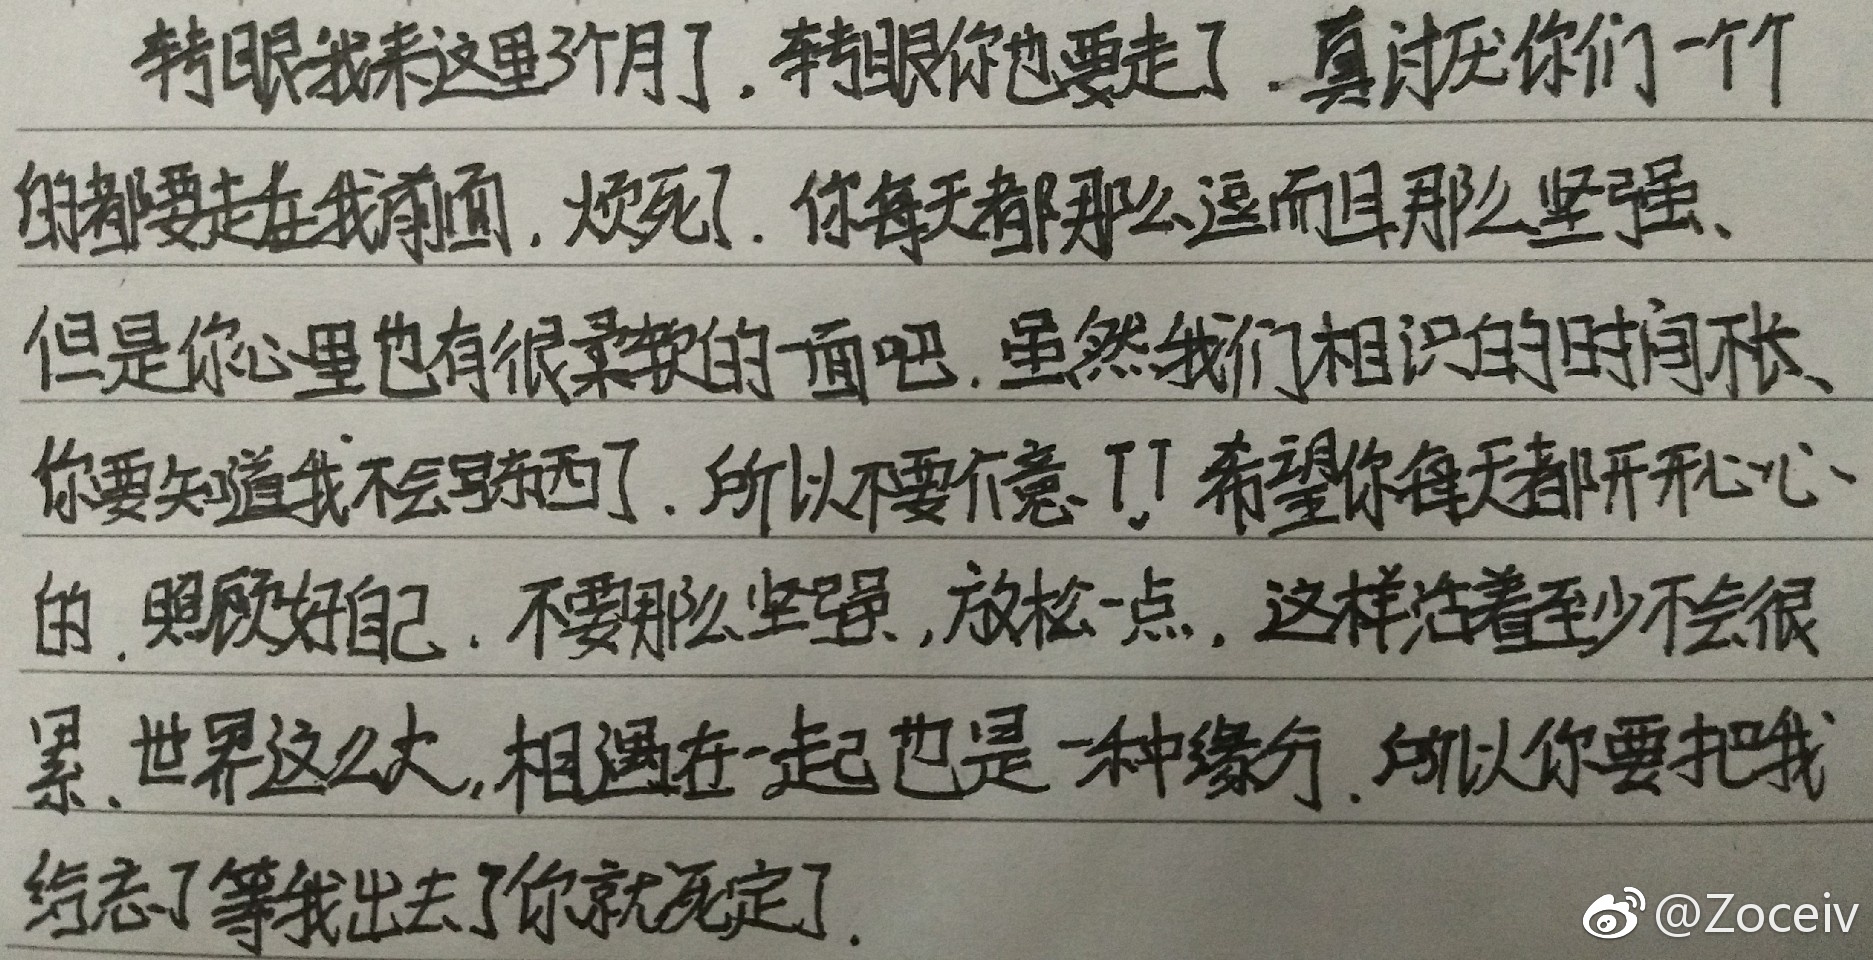 转眼我来这里3个月了.转眼你也要走了.真讨厌你们一个个
的都要走在我前面.烦死了.你每天都那么逗而且那么坚强、
但是你心里也有很柔软的一面吧.虽然我们相识的时间不长、
你要知道我不会写东西了.所以不要介意!!希望你每天都开开心心
的.照顾好自己.不要那么坚强,放松一点,这样活着至少不会很
累.世界这么大,相遇在一起也是一种缘分.所以你要把我
给忘了等我出去了你就死定了.
@Zoceiv